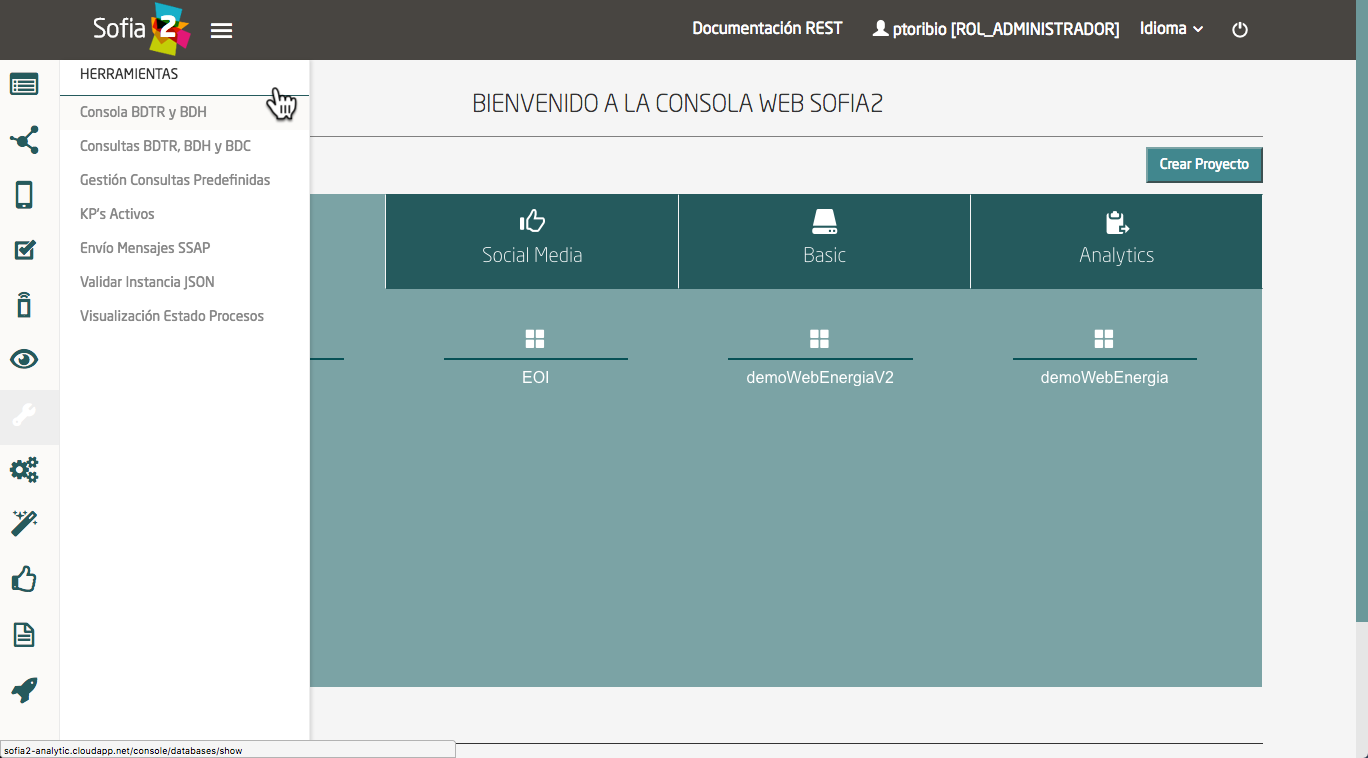 Sofia 2
Documentación REST
ptoribio [ROL_ADMINISTRADOR]
Idioma
HERRAMIENTAS
Consola BDTR y BDH
Consultas BDTR, BDH y BDC
Gestión Consultas Predefinidas
KP's Activos
Envío Mensajes SSAP
Validar Instancia JSON
Visualización Estado Procesos
BIENVENIDO A LA CONSOLA WEB SOFIA2
Crear Proyecto
Social Media
Basic
Analytics
EOI
demoWebEnergiaV2
demoWebEnergia
sofia2-analytic.cloudapp.net/console/databases/show